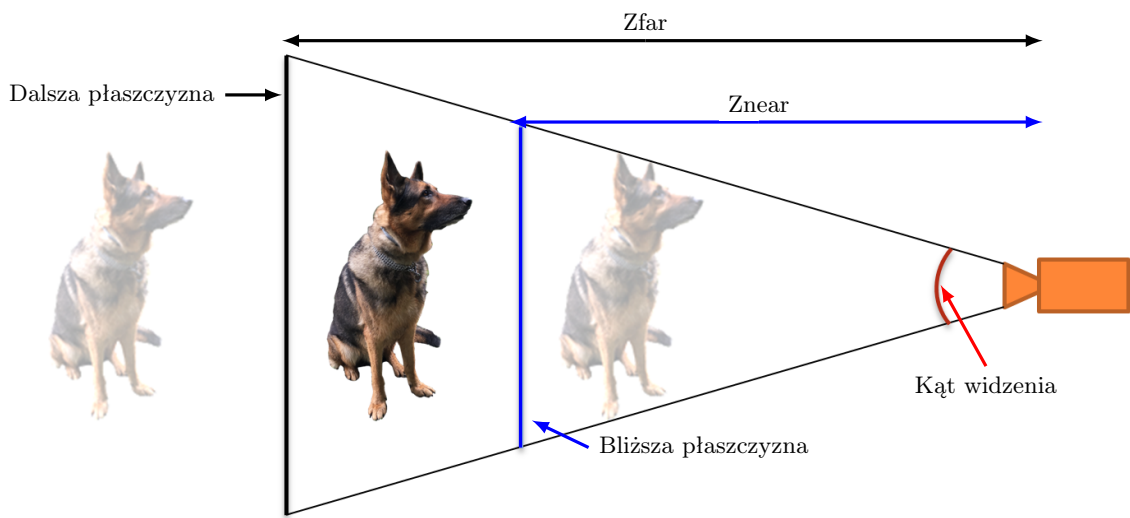 Zfar
Dalsza płaszczyzna
Znear
Kąt widzenia
Bliższa płaszczyzna